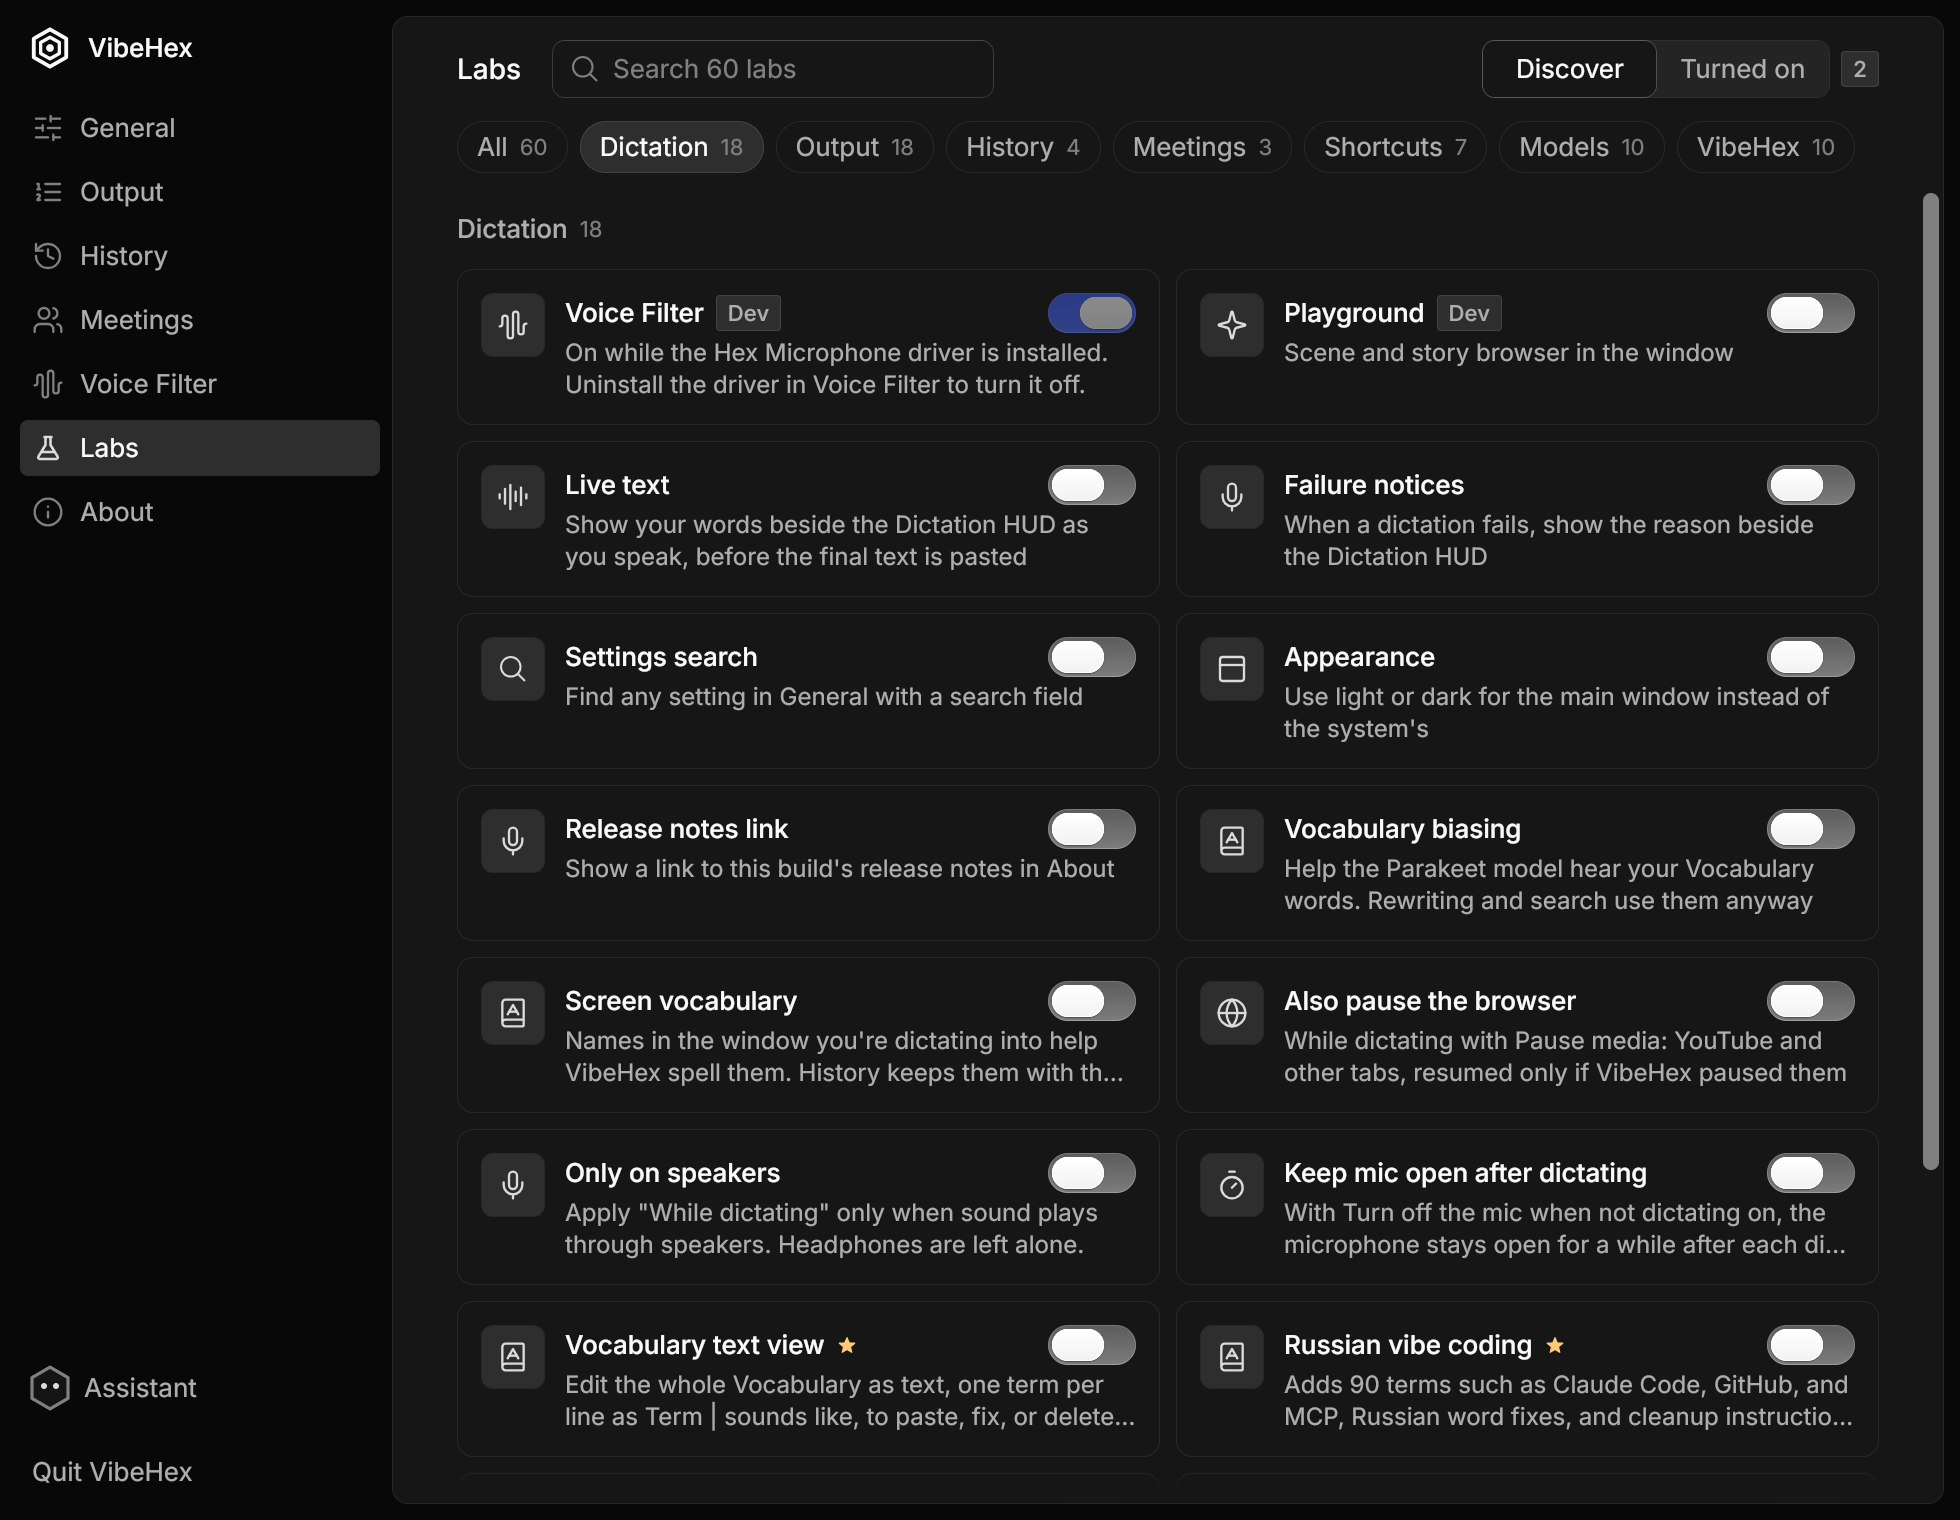 VibeHex
General
Output
History
Meetings
Voice Filter
Labs
About
Assistant
Quit VibeHex
Labs
Search 60 labs
Discover
Turned on
2
All 60
Dictation 18
Output 18
History 4
Meetings 3
Shortcuts 7
Models 10
VibeHex 10
Dictation 18
Voice Filter Dev
On while the Hex Microphone driver is installed.
Uninstall the driver in Voice Filter to turn it off.
Playground Dev
Scene and story browser in the window
Live text
Show your words beside the Dictation HUD as
you speak, before the final text is pasted
Failure notices
When a dictation fails, show the reason beside
the Dictation HUD
Settings search
Find any setting in General with a search field
Appearance
Use light or dark for the main window instead of
the system's
Release notes link
Show a link to this build's release notes in About
Vocabulary biasing
Help the Parakeet model hear your Vocabulary
words. Rewriting and search use them anyway
Screen vocabulary
Names in the window you're dictating into help
VibeHex spell them. History keeps them with th...
Also pause the browser
While dictating with Pause media: YouTube and
other tabs, resumed only if VibeHex paused them
Only on speakers
Apply "While dictating" only when sound plays
through speakers. Headphones are left alone.
Keep mic open after dictating
With Turn off the mic when not dictating on, the
microphone stays open for a while after each di...
Vocabulary text view
Edit the whole Vocabulary as text, one term per
line as Term | sounds like, to paste, fix, or delete...
Russian vibe coding
Adds 90 terms such as Claude Code, GitHub, and
MCP, Russian word fixes, and cleanup instructio...